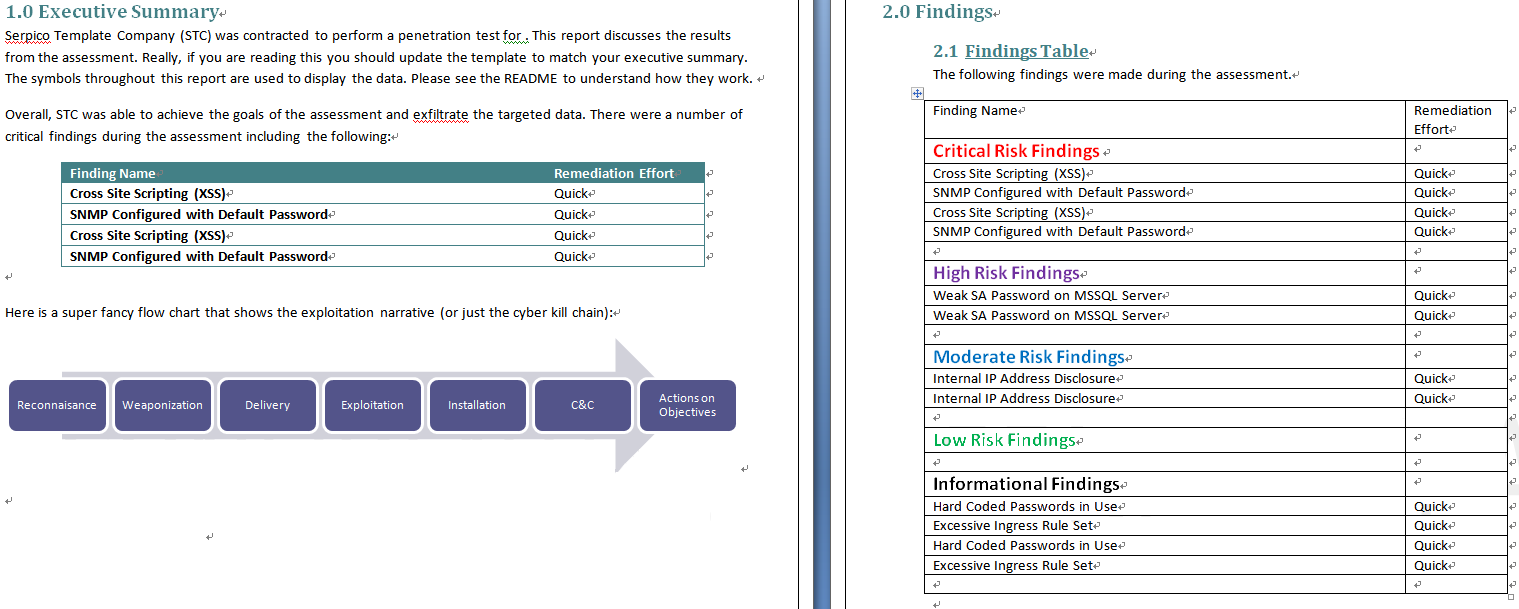 1.0 Executive Summary
Serpico Template Company (STC) was contracted to perform a penetration test for . This report discusses the results
from the assessment. Really, if you are reading this you should update the template to match your executive summary.
The symbols throughout this report are used to display the data. Please see the README to understand how they work.
Overall, STC was able to achieve the goals of the assessment and exfiltrate the targeted data. There were a number of
critical findings during the assessment including the following:
Finding Name Remediation Effort
Cross Site Scripting (XSS) Quick
SNMP Configured with Default Password Quick
Cross Site Scripting (XSS) Quick
SNMP Configured with Default Password Quick
Here is a super fancy flow chart that shows the exploitation narrative (or just the cyber kill chain):
Reconnaisance
Weaponization
Delivery
Exploitation
Installation
C&C
Actions on
Objectives
2.0 Findings
2.1 Findings Table
The following findings were made during the assessment.
Finding Name Remediation
Effort
Critical Risk Findings
Cross Site Scripting (XSS) Quick
SNMP Configured with Default Password Quick
Cross Site Scripting (XSS) Quick
SNMP Configured with Default Password Quick
High Risk Findings
Weak SA Password on MSSQL Server Quick
Weak SA Password on MSSQL Server Quick
Moderate Risk Findings
Internal IP Address Disclosure Quick
Internal IP Address Disclosure Quick
Low Risk Findings
Informational Findings
Hard Coded Passwords in Use Quick
Excessive Ingress Rule Set Quick
Hard Coded Passwords in Use Quick
Excessive Ingress Rule Set Quick